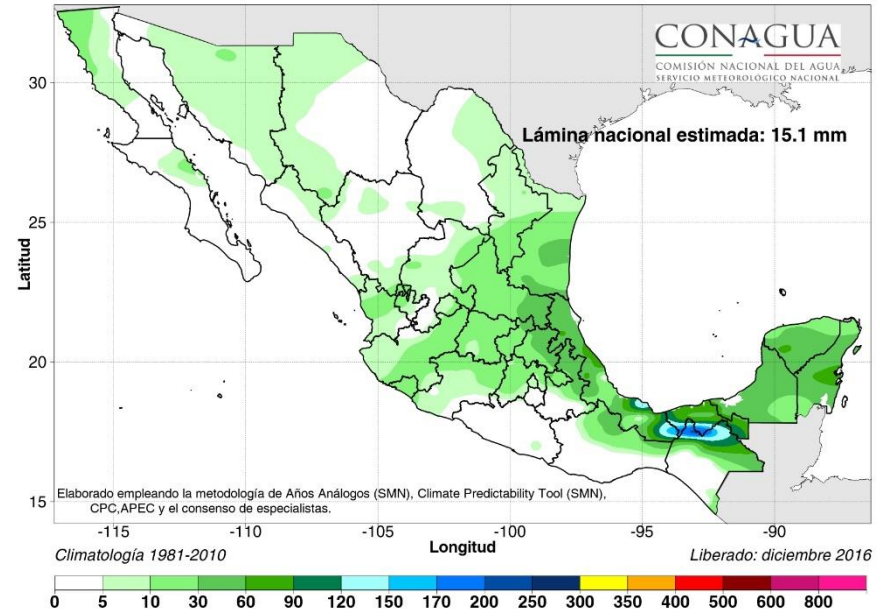 CONAGUA
COMISIÓN NACIONAL DEL AGUA
SERVICIO METEOROLÓGICO NACIONAL
Lámina nacional estimada: 15.1 mm
30
25
20
15
Latitud
Elaborado empleando la metodología de Años Análogos (SMN), Climate Predictability Tool (SMN),
CPC,APEC y el consenso de especialistas.
-115 -110 -105 -100 -95 -90
Climatología 1981-2010 Longitud Liberado: diciembre 2016
0 5 10 30 60 90 120 150 170 200 250 300 350 400 500 600 800